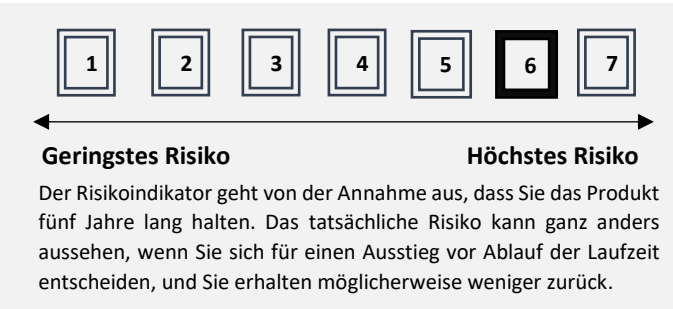 1 2 3 4 5 6 7
Geringstes Risiko Höchstes Risiko
Der Risikoindikator geht von der Annahme aus, dass Sie das Produkt
fünf Jahre lang halten. Das tatsächliche Risiko kann ganz anders
aussehen, wenn Sie sich für einen Ausstieg vor Ablauf der Laufzeit
entscheiden, und Sie erhalten möglicherweise weniger zurück.